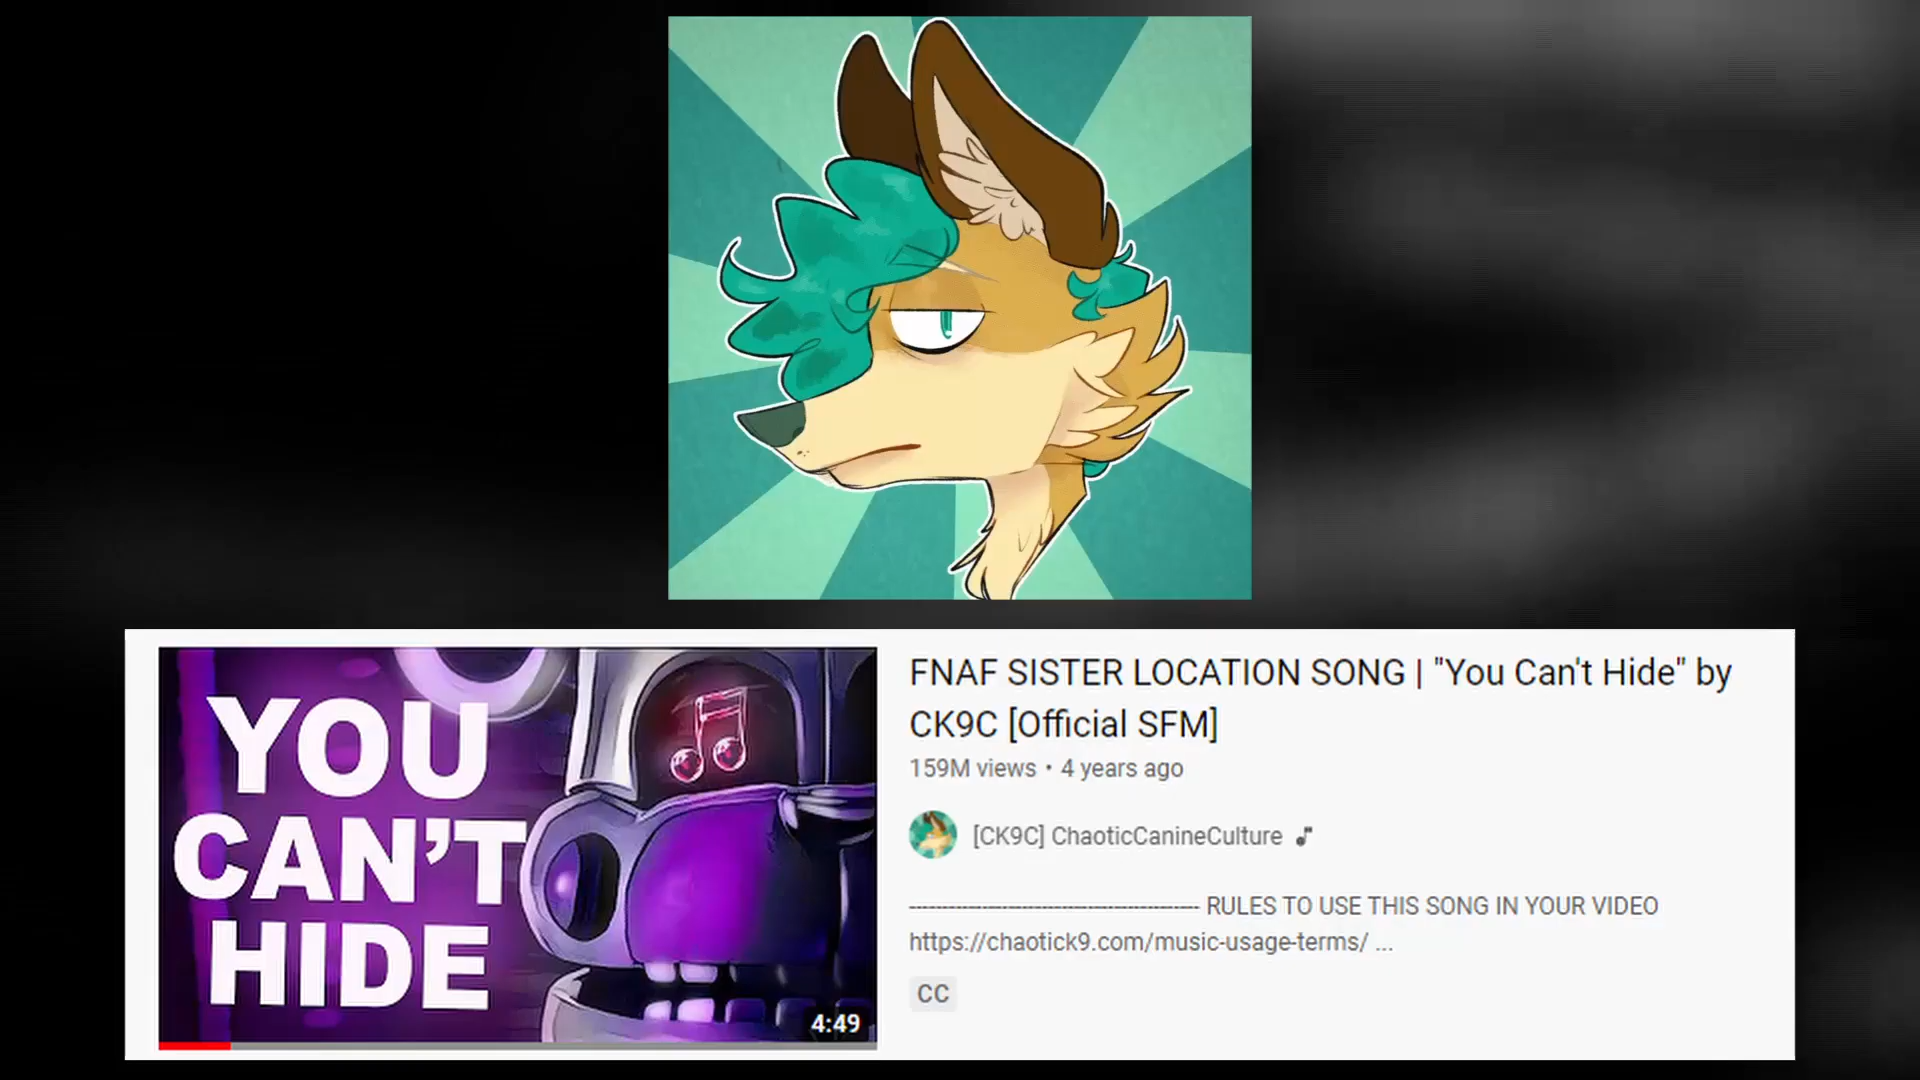 YOU
CAN'T
HIDE
4:49
FNAF SISTER LOCATION SONG | "You Can't Hide" by
CK9C [Official SFM]
159M views • 4 years ago
[CK9C] ChaoticCanineCulture
---------------------------------------------------- RULES TO USE THIS SONG IN YOUR VIDEO
https://chaotick9.com/music-usage-terms/ ...
CC